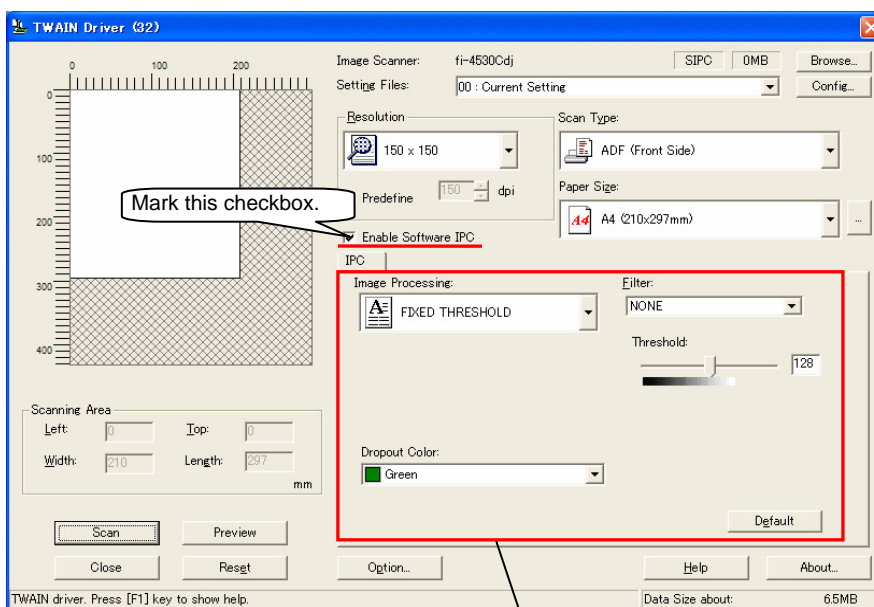 TWAIN Driver (32)
0 100 200
0
100
200
300
400
Image Scanner: fi-4530Cdj SIPC 0MB Browse...
Setting Files: 00 : Current Setting Config...
Resolution
150 x 150
Predefine 150 dpi
Scan Type:
ADF (Front Side)
Paper Size:
A4 A4 (210x297mm) ...
Mark this checkbox.
Enable Software IPC
IPC
Image Processing:
A FIXED THRESHOLD
Filter:
NONE
Threshold:
128
Dropout Color:
Green
Default
Scanning Area
Left: 0 Top: 0
Width: 210 Length: 297
mm
Scan Preview
Close Reset Option... Help About...
TWAIN driver. Press [F1] key to show help. Data Size about: 6.5MB